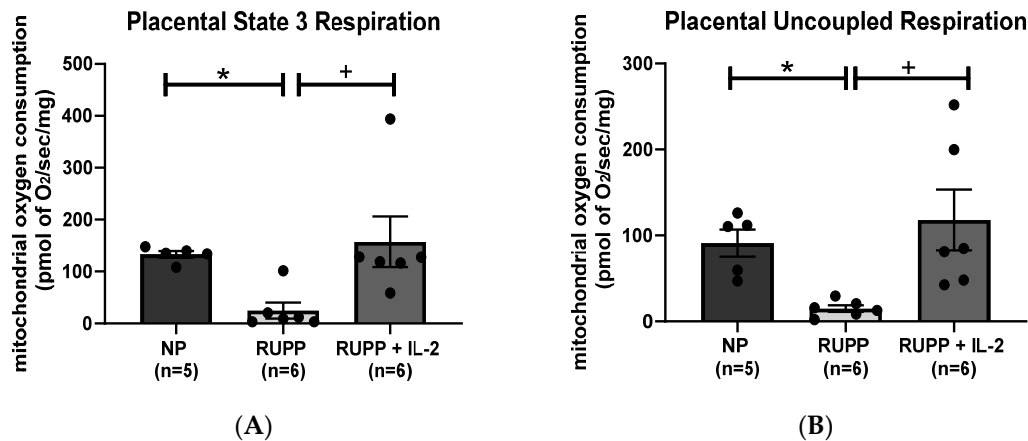 Placental State 3 Respiration
mitochondrial oxygen consumption
(pmol of O₂/sec/mg)
500
400
300
200
100
0
*
+
NP
(n=5)
RUPP
(n=6)
RUPP + IL-2
(n=6)
(A)
Placental Uncoupled Respiration
mitochondrial oxygen consumption
(pmol of O₂/sec/mg)
300
200
100
0
*
+
NP
(n=5)
RUPP
(n=6)
RUPP + IL-2
(n=6)
(B)